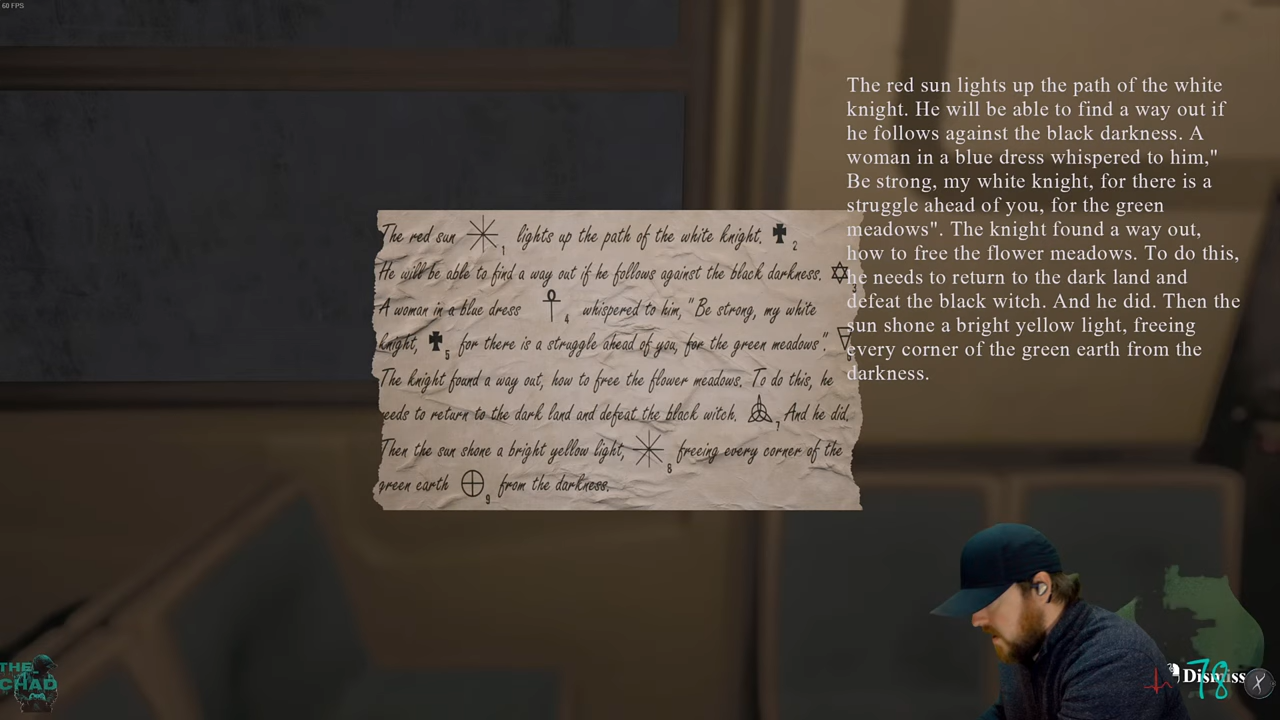 60 FPS
The red sun 1 lights up the path of the white knight. 2
He will be able to find a way out if he follows against the black darkness.
A woman in a blue dress 4 whispered to him, "Be strong, my white
knight, 5 for there is a struggle ahead of you, for the green meadows".
The knight found a way out, how to free the flower meadows. To do this, he
eeds to return to the dark land and defeat the black witch. 7 And he did.
Then the sun shone a bright yellow light, 8 freeing every corner of the
green earth 9 from the darkness.
The red sun lights up the path of the white
knight. He will be able to find a way out if
he follows against the black darkness. A
woman in a blue dress whispered to him,"
Be strong, my white knight, for there is a
struggle ahead of you, for the green
meadows". The knight found a way out,
how to free the flower meadows. To do this,
he needs to return to the dark land and
defeat the black witch. And he did. Then the
sun shone a bright yellow light, freeing
every corner of the green earth from the
darkness.
THE
CHAD
78
Dismiss
X